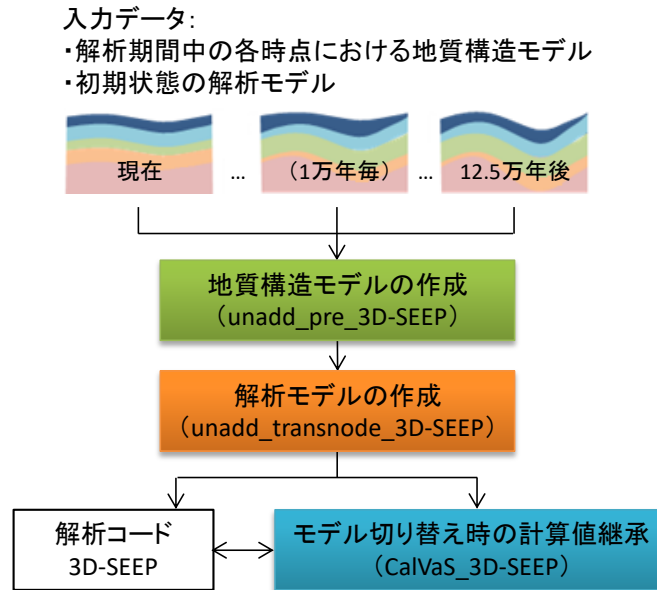 入力データ:
・解析期間中の各時点における地質構造モデル
・初期状態の解析モデル
現在
...
(1万年毎)
...
12.5万年後
地質構造モデルの作成
(unadd_pre_3D-SEEP)
解析モデルの作成
(unadd_transnode_3D-SEEP)
解析コード
3D-SEEP
モデル切り替え時の計算値継承
(CalVaS_3D-SEEP)